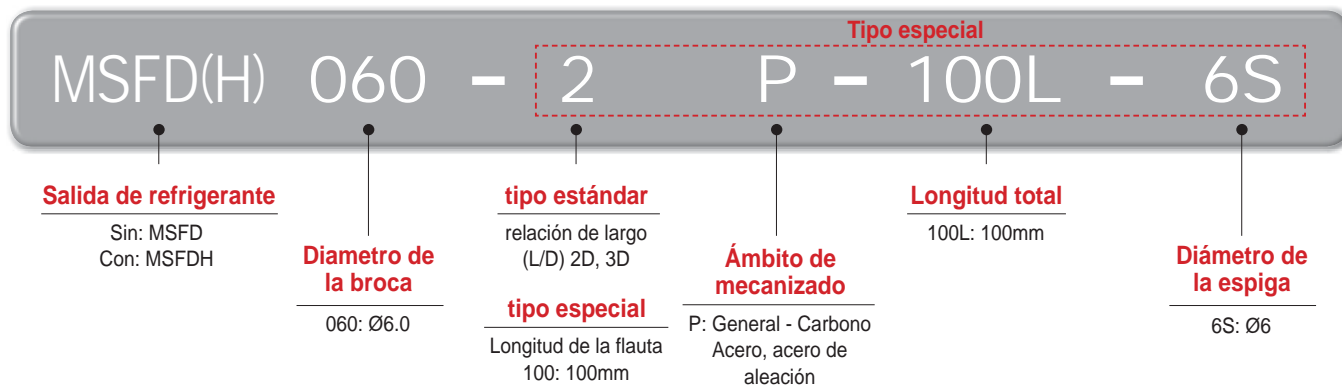 Tipo especial
MSFD(H) 060 - 2 P - 100L - 6S
Salida de refrigerante
Sin: MSFD
Con: MSFDH
Diametro de
la broca
060: Ø6.0
tipo estándar
relación de largo
(L/D) 2D, 3D
tipo especial
Longitud de la flauta
100: 100mm
Ámbito de
mecanizado
P: General - Carbono
Acero, acero de
aleación
Longitud total
100L: 100mm
Diámetro de
la espiga
6S: Ø6